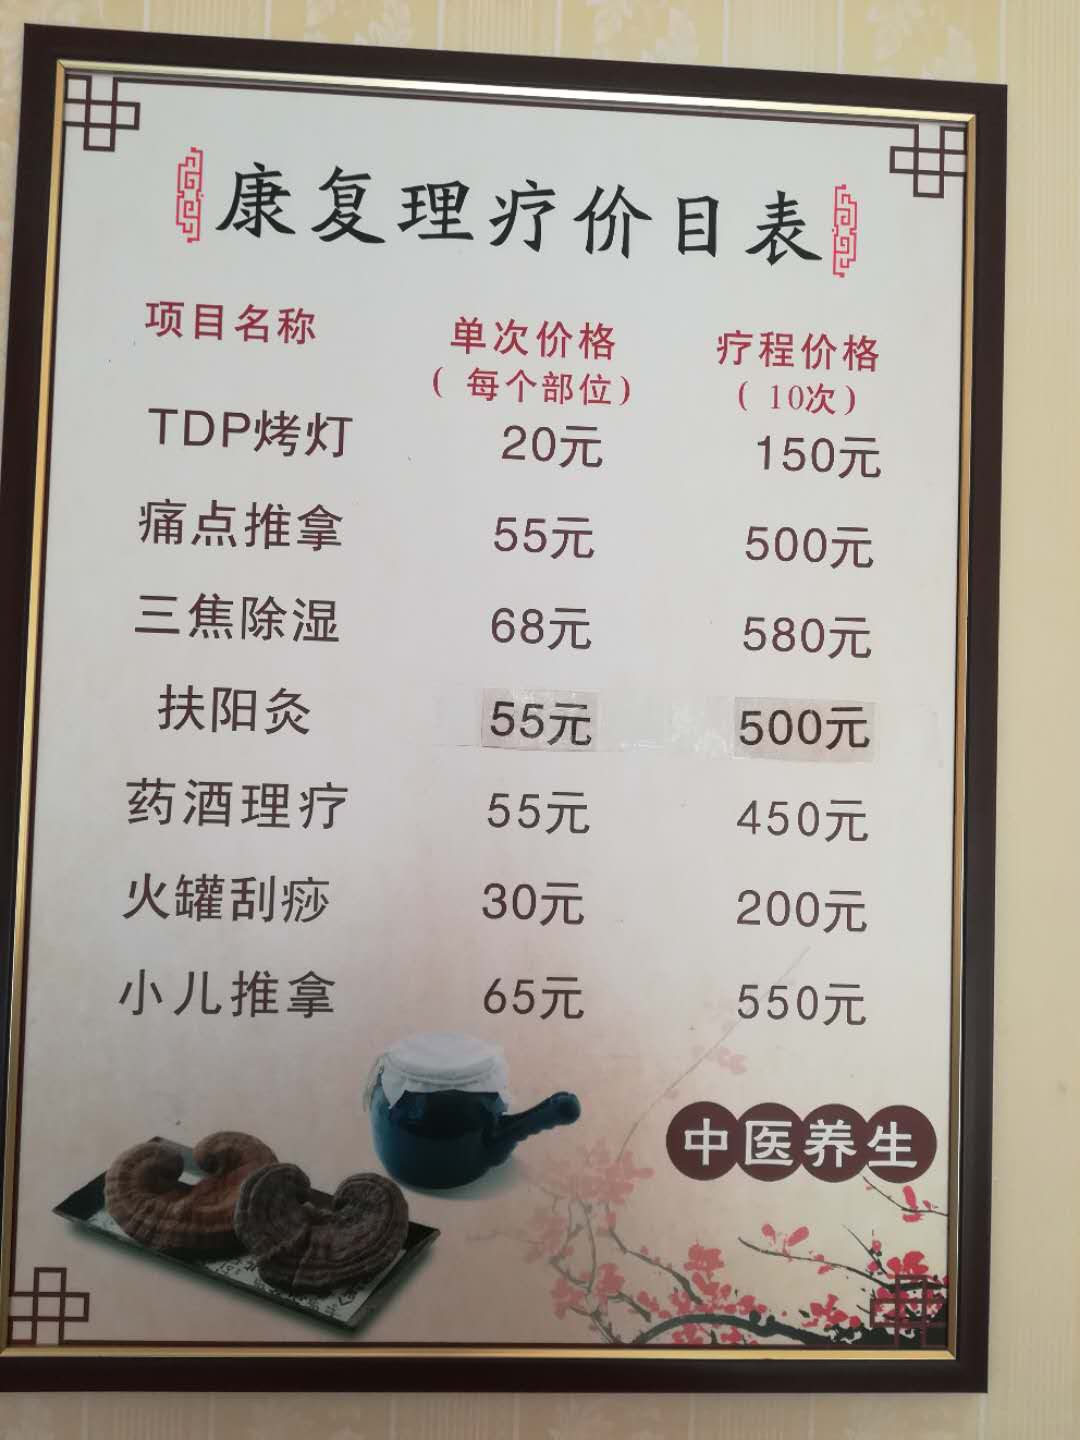 康复理疗价目表
项目名称 单次价格 疗程价格
(每个部位) (10次)
TDP烤灯 20元 150元
痛点推拿 55元 500元
三焦除湿 68元 580元
扶阳灸 55元 500元
药酒理疗 55元 450元
火罐刮痧 30元 200元
小儿推拿 65元 550元
中医养生